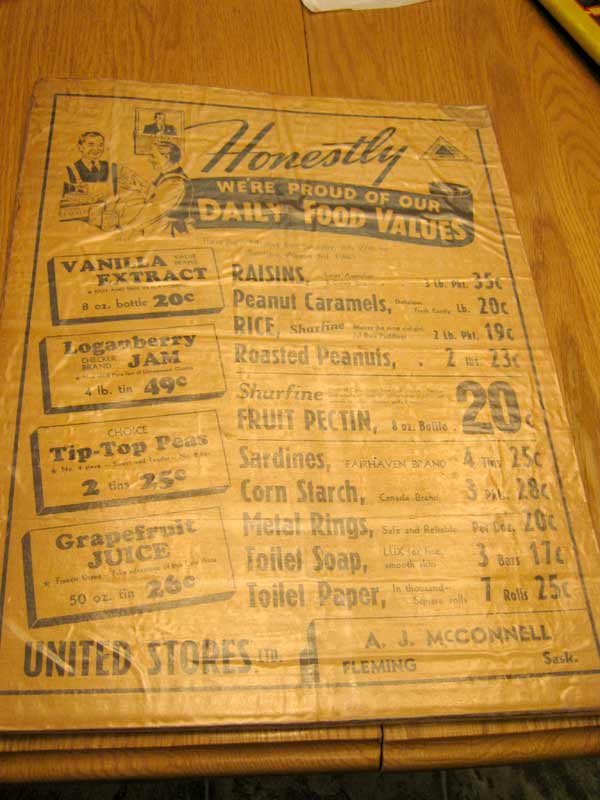 Honestly
WE'RE PROUD OF OUR
DAILY FOOD VALUES
VANILLA
EXTRACT
8 oz. bottle 20c
Loganberry
CHECKER BRAND JAM
4 lb. tin 49c
CHOICE
Tip-Top Peas
2 tins 25c
Grapefruit
JUICE
50 oz. tin 26c
RAISINS, Lb. Pkt. 35c
Peanut Caramels, Lb. 20c
RICE, Shurfine 2 Lb. Pkt. 19c
Roasted Peanuts, 2 23c
Shurfine
FRUIT PECTIN, 8 oz. Bottle 20c
Sardines, FAIRHAVEN BRAND 4 Tins 25c
Corn Starch, Canada Brand 3 Pkts. 28c
Metal Rings, Safe and Reliable Per Doz. 20c
Toilet Soap, LUX for fine, smooth skin 3 Bars 17c
Toilet Paper, In thousand— Square rolls 7 Rolls 25c
UNITED STORES LTD.
A. J. McCONNELL
FLEMING Sask.